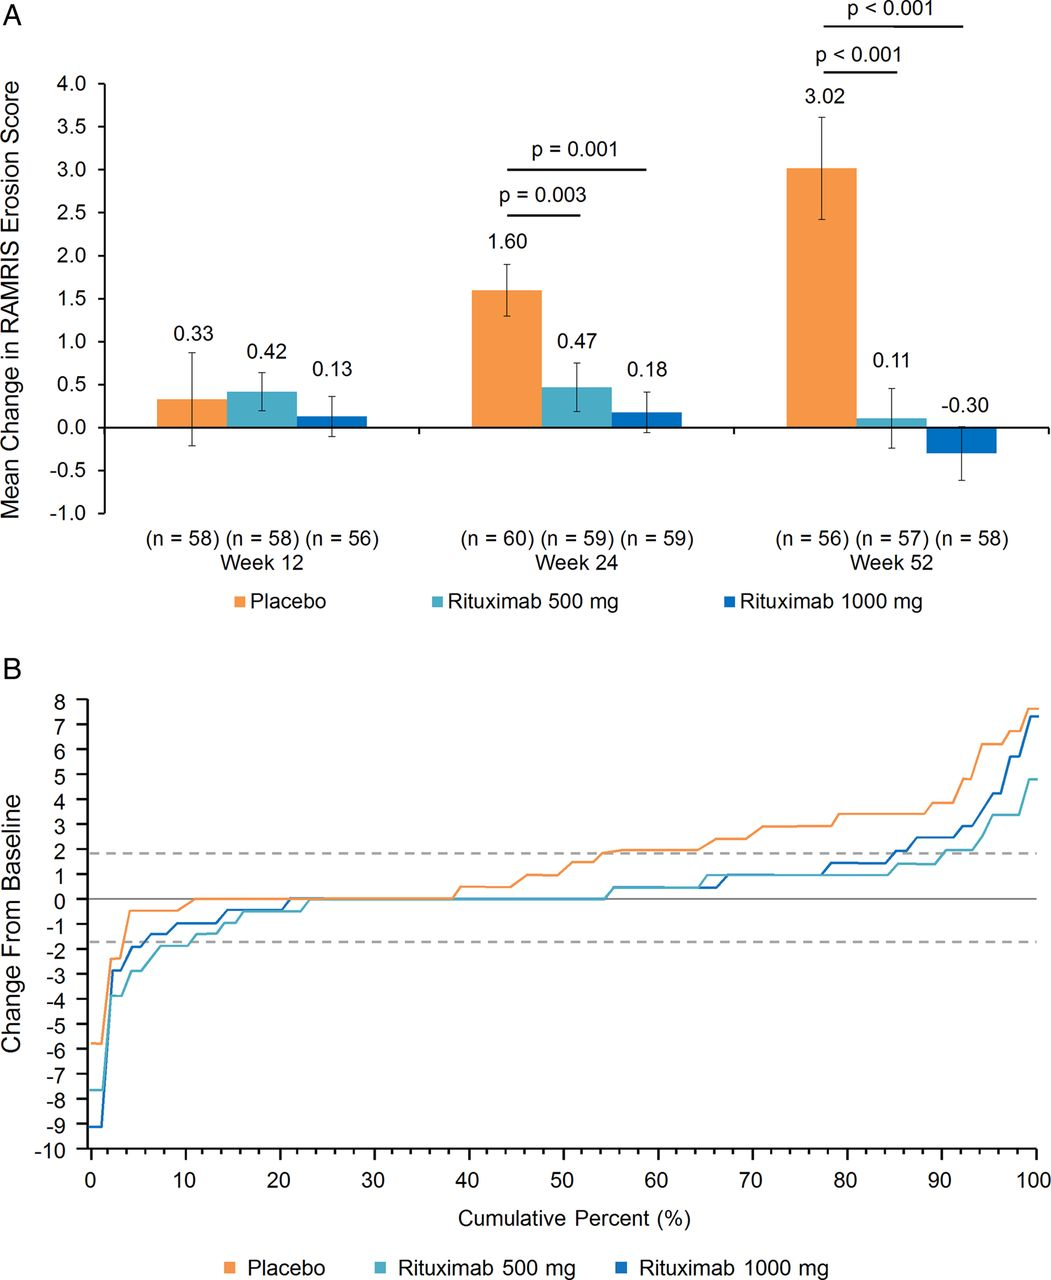 A
p < 0.001
p < 0.001
3.02
p = 0.001
p = 0.003
1.60
0.33
0.42
0.13
0.47
0.18
0.11
-0.30
Mean Change in RAMRIS Erosion Score
4.0
3.5
3.0
2.5
2.0
1.5
1.0
0.5
0.0
-0.5
-1.0
(n = 58) (n = 58) (n = 56)
Week 12
(n = 60) (n = 59) (n = 59)
Week 24
(n = 56) (n = 57) (n = 58)
Week 52
Placebo Rituximab 500 mg Rituximab 1000 mg
B
Change From Baseline
8
7
6
5
4
3
2
1
0
-1
-2
-3
-4
-5
-6
-7
-8
-9
-10
0 10 20 30 40 50 60 70 80 90 100
Cumulative Percent (%)
Placebo Rituximab 500 mg Rituximab 1000 mg